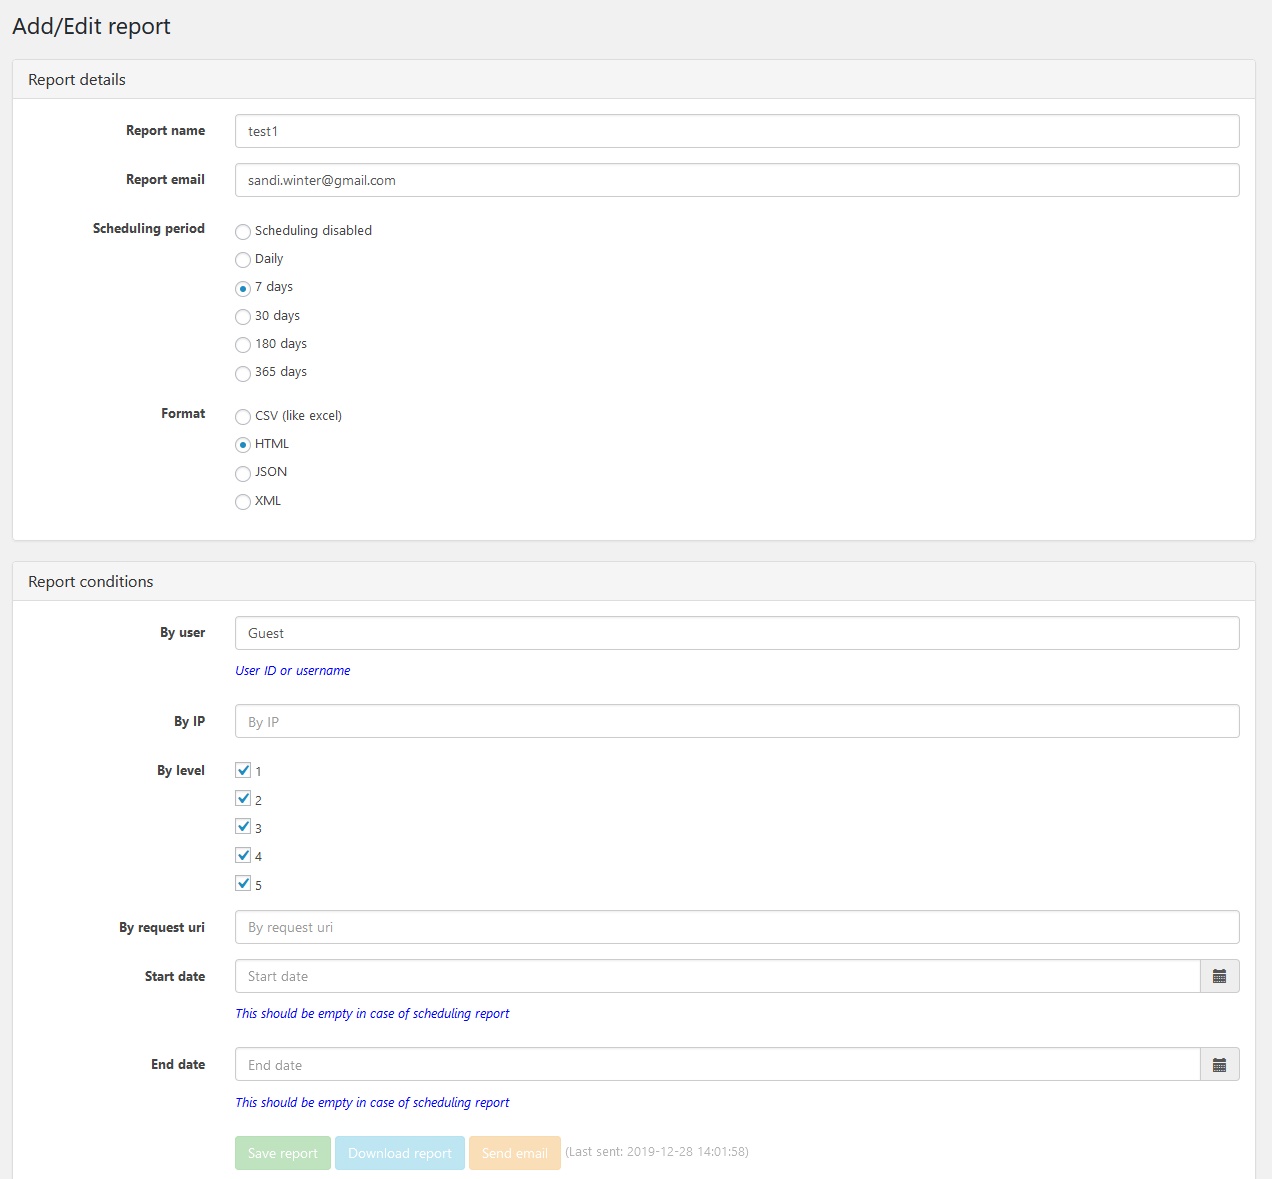 Add/Edit report
Report details
Report name
test1
Report email
sandi.winter@gmail.com
Scheduling period
Scheduling disabled
Daily
7 days
30 days
180 days
365 days
Format
CSV (like excel)
HTML
JSON
XML
Report conditions
By user
Guest
User ID or username
By IP
By IP
By level
1
2
3
4
5
By request uri
By request uri
Start date
Start date
This should be empty in case of scheduling report
End date
End date
This should be empty in case of scheduling report
Save report Download report Send email (Last sent: 2019-12-28 14:01:58)